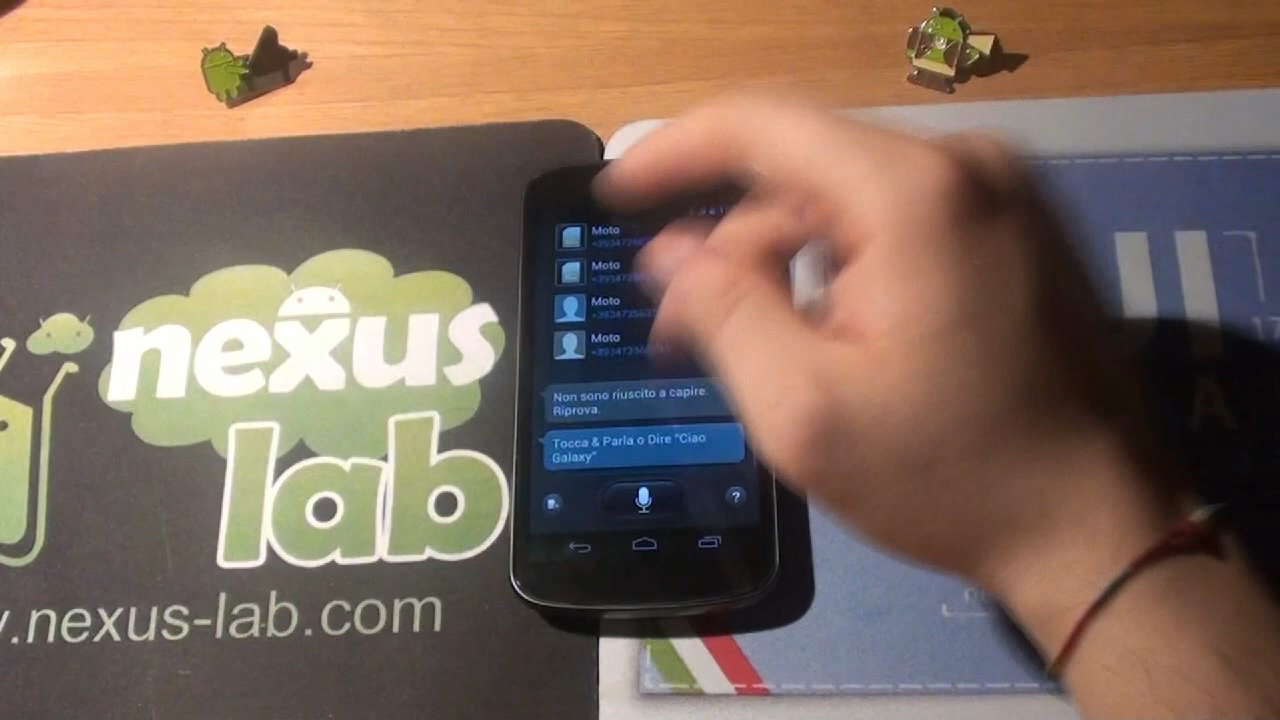 nexus
lab
.nexus-lab.com
Moto
Moto
Moto
Moto
Non sono riuscito a capire.
Riprova.
Tocca & Parla o Dire "Ciao
Galaxy"
?
A